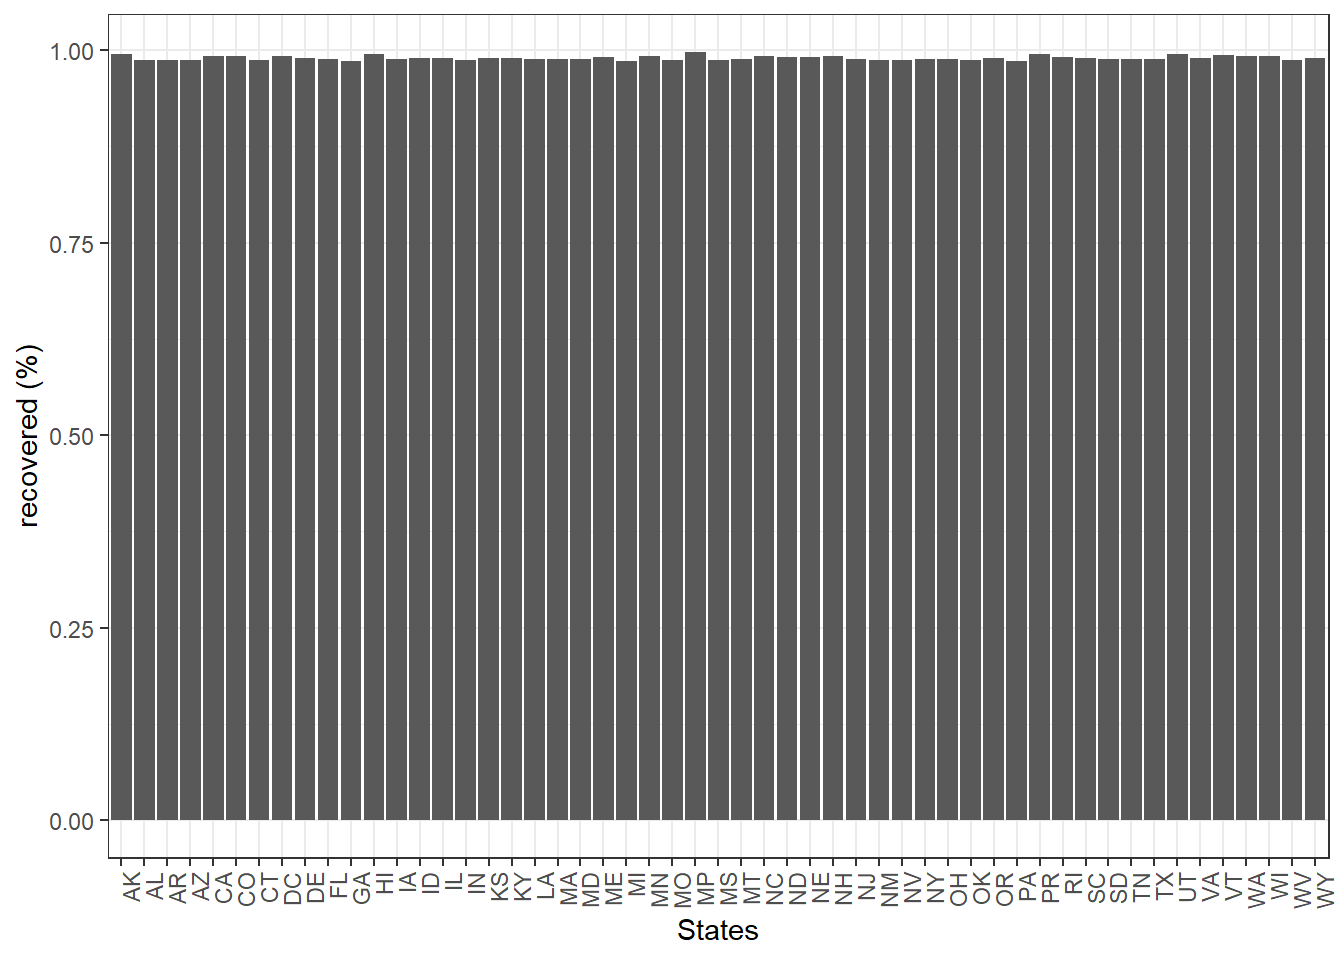 1.00
0.75
0.50
0.25
0.00
recovered (%)
AK AL AR AZ CA CO CT DC DE FL GA HI IA ID IL IN KS KY LA MA MD ME MI MN MO MP MS MT NC ND NE NH NJ NM NV NY OH OK OR PA PR RI SC SD TN TX UT VA VT WA WI WV WY
States